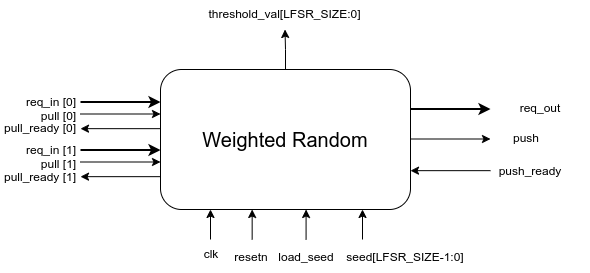 threshold_val[LFSR_SIZE:0]
req_in [0]
pull [0]
pull_ready [0]
req_in [1]
pull [1]
pull_ready [1]
Weighted Random
req_out
push
push_ready
clk
resetn
load_seed
seed[LFSR_SIZE-1:0]